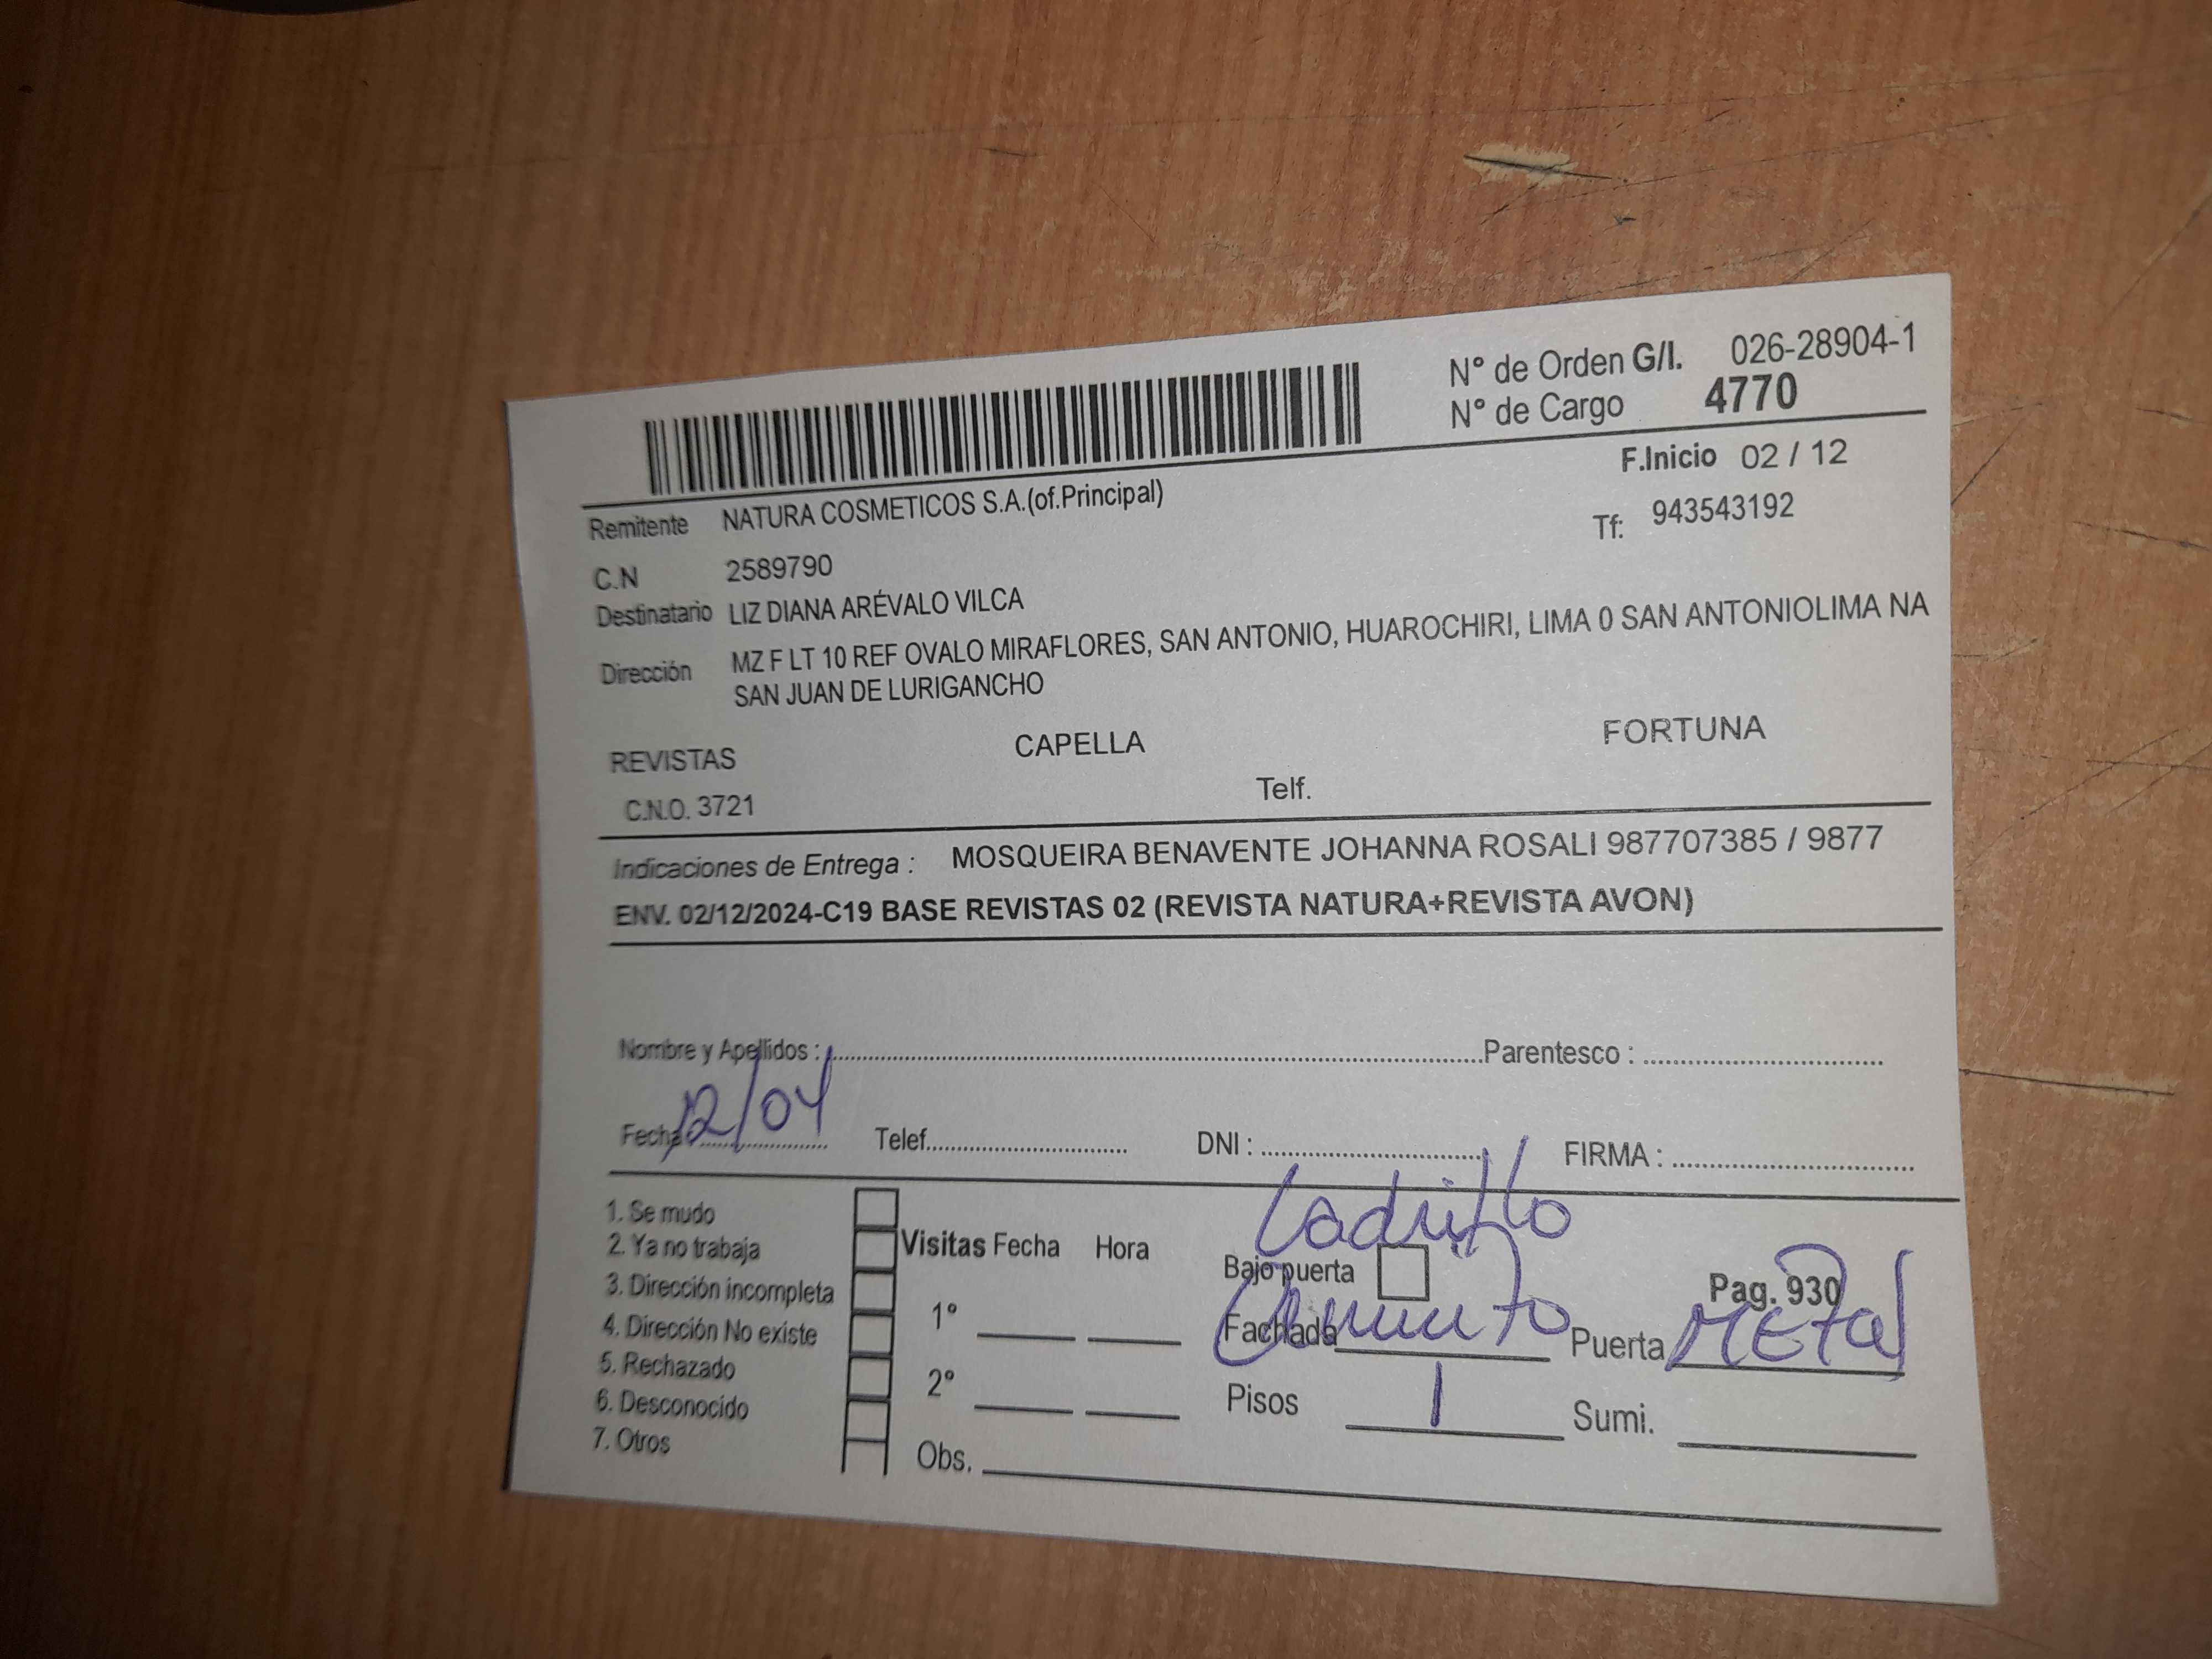 N° de Orden G/I. 026-28904-1
N° de Cargo 4770
F.Inicio 02 / 12
Remitente NATURA COSMETICOS S.A.(of.Principal)
Tf: 943543192
C.N 2589790
Destinatario LIZ DIANA ARÉVALO VILCA
Dirección MZ F LT 10 REF OVALO MIRAFLORES, SAN ANTONIO, HUAROCHIRI, LIMA 0 SAN ANTONIOLIMA NA
SAN JUAN DE LURIGANCHO
REVISTAS CAPELLA FORTUNA
C.N.O. 3721 Telf.
Indicaciones de Entrega : MOSQUEIRA BENAVENTE JOHANNA ROSALI 987707385 / 9877
ENV. 02/12/2024-C19 BASE REVISTAS 02 (REVISTA NATURA+REVISTA AVON)
Nombre y Apellidos : Parentesco :
Fecha 12/04 Telef. DNI : FIRMA :
Ladrillo
1. Se mudo
2. Ya no trabaja
3. Dirección incompleta
4. Dirección No existe
5. Rechazado
6. Desconocido
7. Otros
Visitas Fecha Hora
1°
2°
Obs.
Bajo puerta Pag. 930
Fachada Puerta Metal
Pisos 1 Sumi.